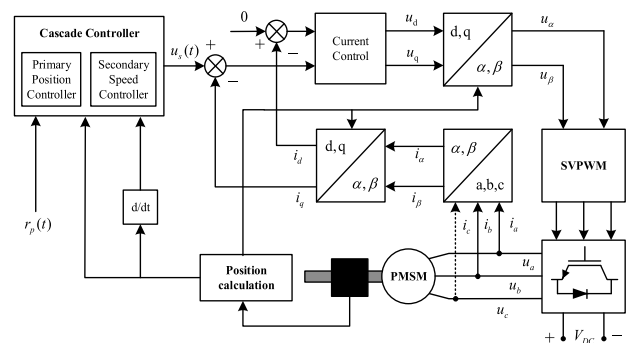 Cascade Controller
Primary
Position
Controller
Secondary
Speed
Controller
u_s(t)
+
−
0
+
−
Current
Control
u_d
u_q
d,q
α,β
u_α
u_β
SVPWM
d,q
α,β
i_d
i_q
i_α
i_β
α,β
a,b,c
i_c
i_b
i_a
d/dt
r_p(t)
Position
calculation
PMSM
u_a
u_b
u_c
+
V_DC
−